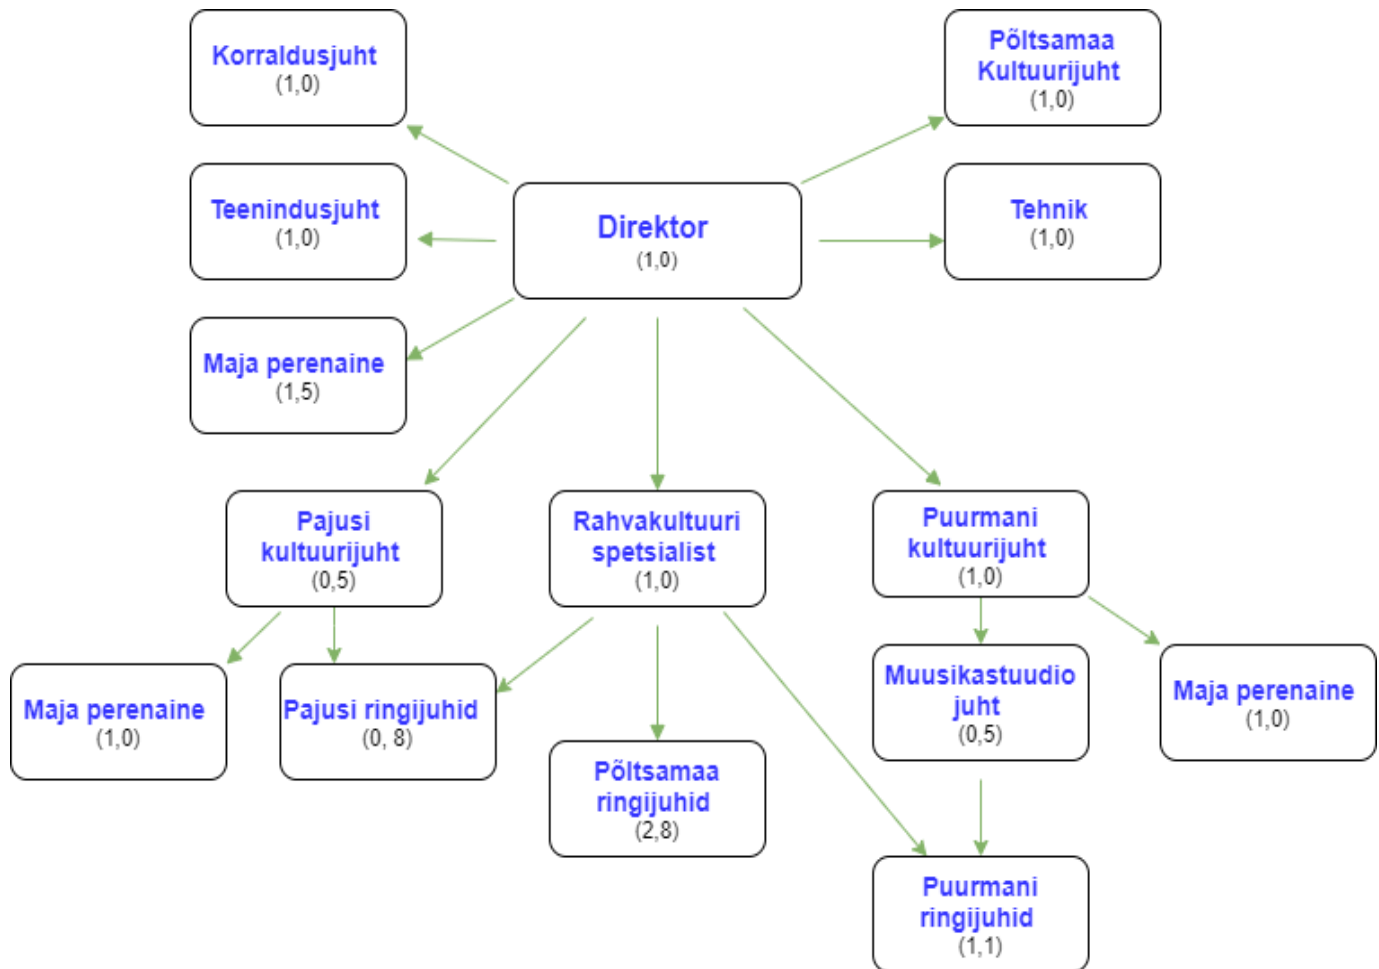 Korraldusjuht
(1,0)
Põltsamaa
Kultuurijuht
(1,0)
Teenindusjuht
(1,0)
Direktor
(1,0)
Tehnik
(1,0)
Maja perenaine
(1,5)
Pajusi
kultuurijuht
(0,5)
Rahvakultuuri
spetsialist
(1,0)
Puurmani
kultuurijuht
(1,0)
Maja perenaine
(1,0)
Pajusi ringijuhid
(0, 8)
Põltsamaa
ringijuhid
(2,8)
Muusikastuudio
juht
(0,5)
Maja perenaine
(1,0)
Puurmani
ringijuhid
(1,1)